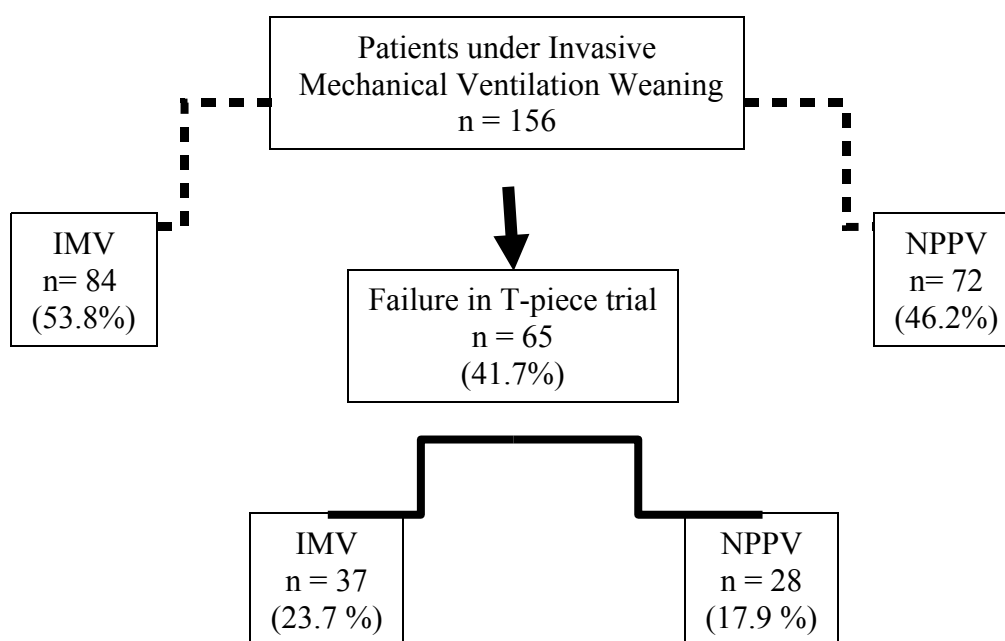 Patients under Invasive
Mechanical Ventilation Weaning
n = 156
IMV
n= 84
(53.8%)
NPPV
n= 72
(46.2%)
Failure in T-piece trial
n = 65
(41.7%)
IMV
n = 37
(23.7 %)
NPPV
n = 28
(17.9 %)